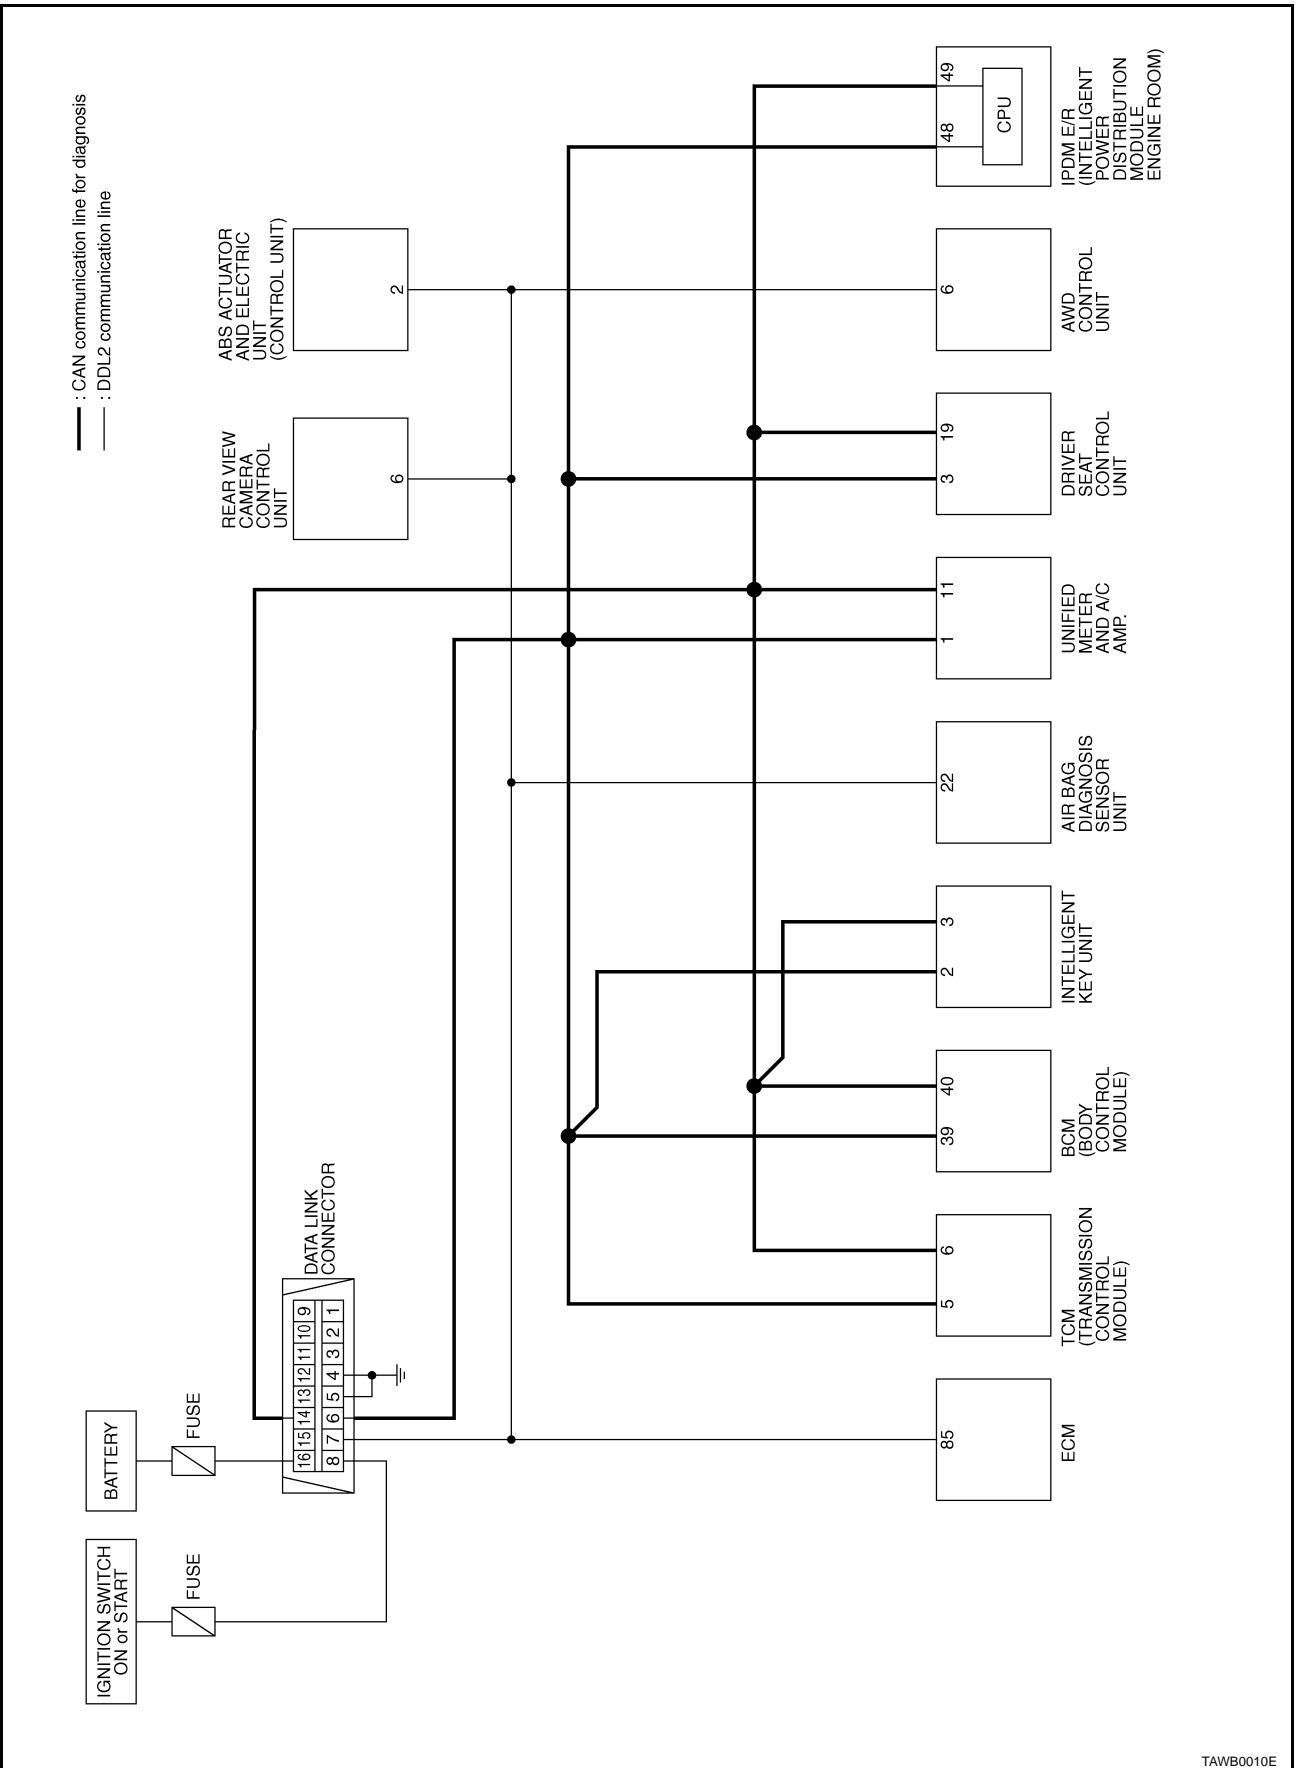 : CAN communication line for diagnosis
: DDL2 communication line
IGNITION SWITCH
ON or START
FUSE
BATTERY
FUSE
DATA LINK
CONNECTOR
16 15 14 13 12 11 10 9
8 7 6 5 4 3 2 1
REAR VIEW
CAMERA
CONTROL
UNIT
6
ABS ACTUATOR
AND ELECTRIC
UNIT
(CONTROL UNIT)
2
85
ECM
5 6
TCM
(TRANSMISSION
CONTROL
MODULE)
39 40
BCM
(BODY
CONTROL
MODULE)
2 3
INTELLIGENT
KEY UNIT
22
AIR BAG
DIAGNOSIS
SENSOR
UNIT
1 11
UNIFIED
METER
AND A/C
AMP.
3 19
DRIVER
SEAT
CONTROL
UNIT
6
AWD
CONTROL
UNIT
48 49
CPU
IPDM E/R
(INTELLIGENT
POWER
DISTRIBUTION
MODULE
ENGINE ROOM)
TAWB0010E